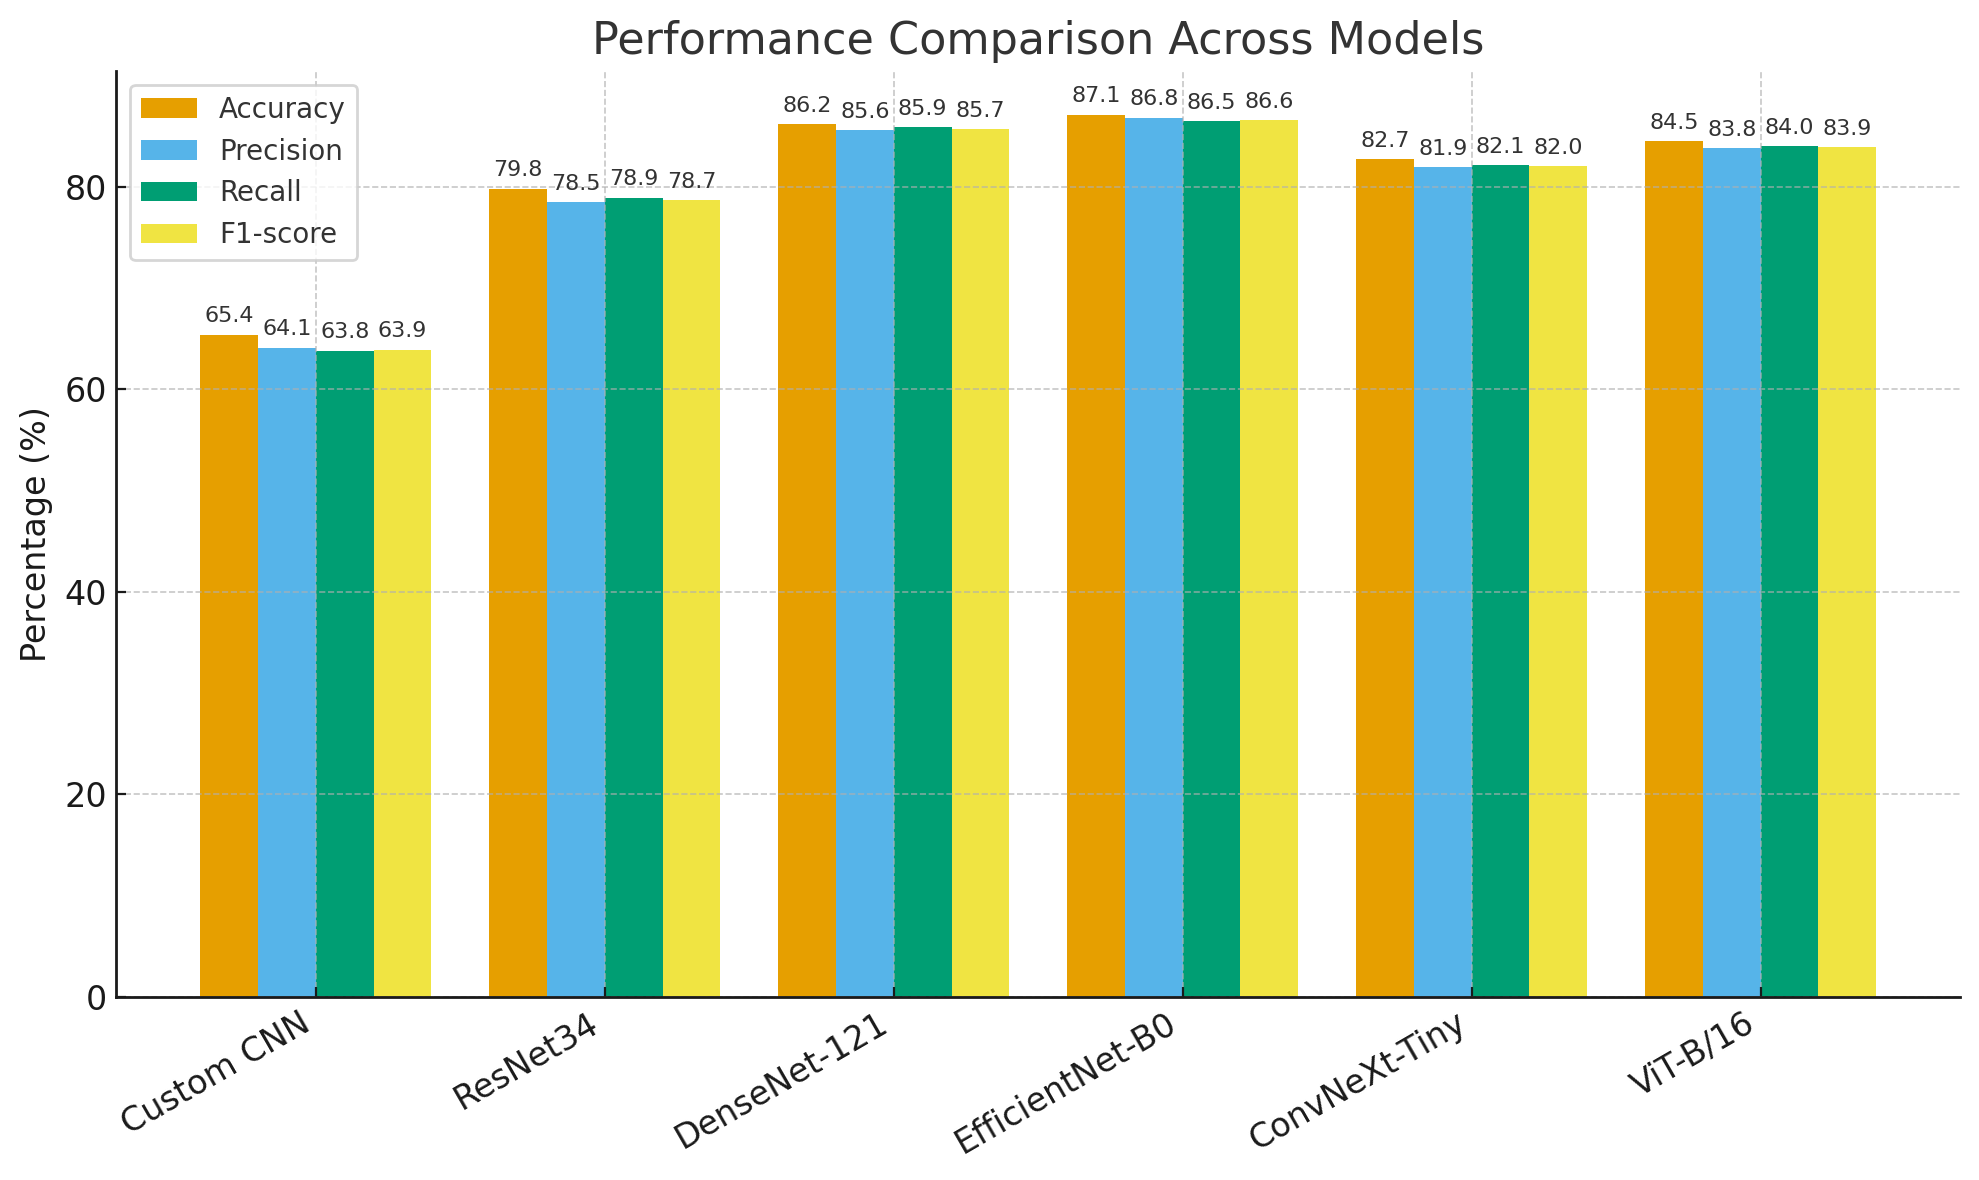 Performance Comparison Across Models
Accuracy
Precision
Recall
F1-score
Percentage (%)
80
60
40
20
0
65.4 64.1 63.8 63.9
79.8 78.5 78.9 78.7
86.2 85.6 85.9 85.7
87.1 86.8 86.5 86.6
82.7 81.9 82.1 82.0
84.5 83.8 84.0 83.9
Custom CNN
ResNet34
DenseNet-121
EfficientNet-B0
ConvNeXt-Tiny
ViT-B/16